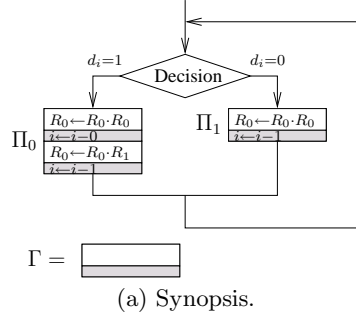 d_i=1 d_i=0
Decision
Π_0 R_0←R_0·R_0
i←i−0
R_0←R_0·R_1
i←i−1
Π_1 R_0←R_0·R_0
i←i−1
Γ =
(a) Synopsis.